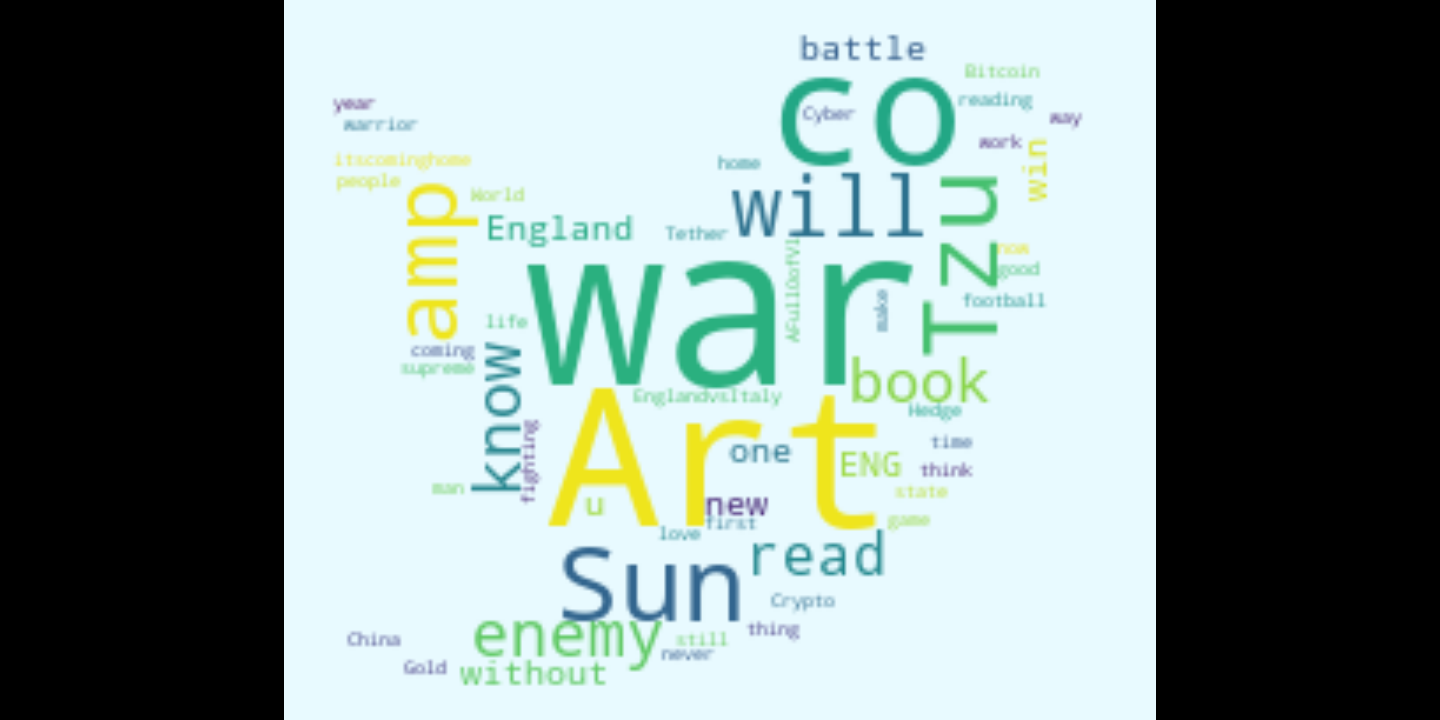 battle
Bitcoin
co
Cyber
reading
year
warrior
way
work
itscominghome
people
home
win
World
will
Tzu
amp
England
Tether
now
good
war
AFullOofVi
make
football
life
coming
supreme
know
book
EnglandvsItaly
Hedge
Art
one
time
ENG
think
fighting
man
state
u
new
first
game
love
read
Sun
Crypto
enemy
thing
China
still
never
Gold
without